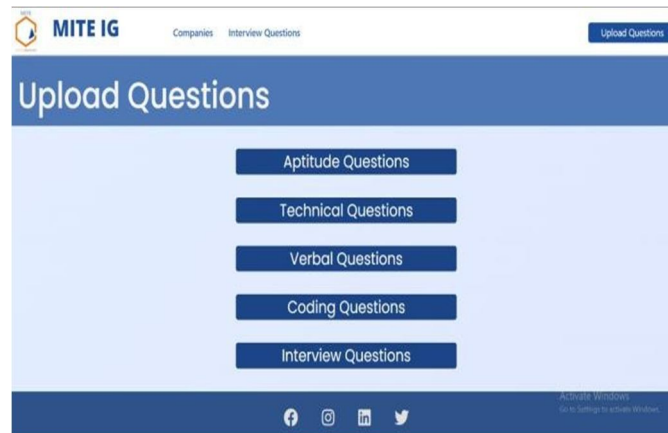 MITE
MITE IG
Companies Interview Questions
Upload Questions
Upload Questions
Aptitude Questions
Technical Questions
Verbal Questions
Coding Questions
Interview Questions
Activate Windows
Go to Settings to activate Windows.